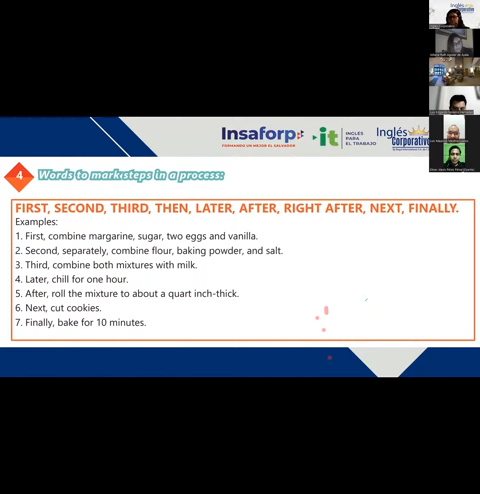 Insaforp
FORMANDO UN MEJOR EL SALVADOR
it
INGLÉS
PARA
EL TRABAJO
Inglés
Corporativo
4
Words to mark steps in a process:
FIRST, SECOND, THIRD, THEN, LATER, AFTER, RIGHT AFTER, NEXT, FINALLY.
Examples:
1. First, combine margarine, sugar, two eggs and vanilla.
2. Second, separately, combine flour, baking powder, and salt.
3. Third, combine both mixtures with milk.
4. Later, chill for one hour.
5. After, roll the mixture to about a quart inch-thick.
6. Next, cut cookies.
7. Finally, bake for 10 minutes.